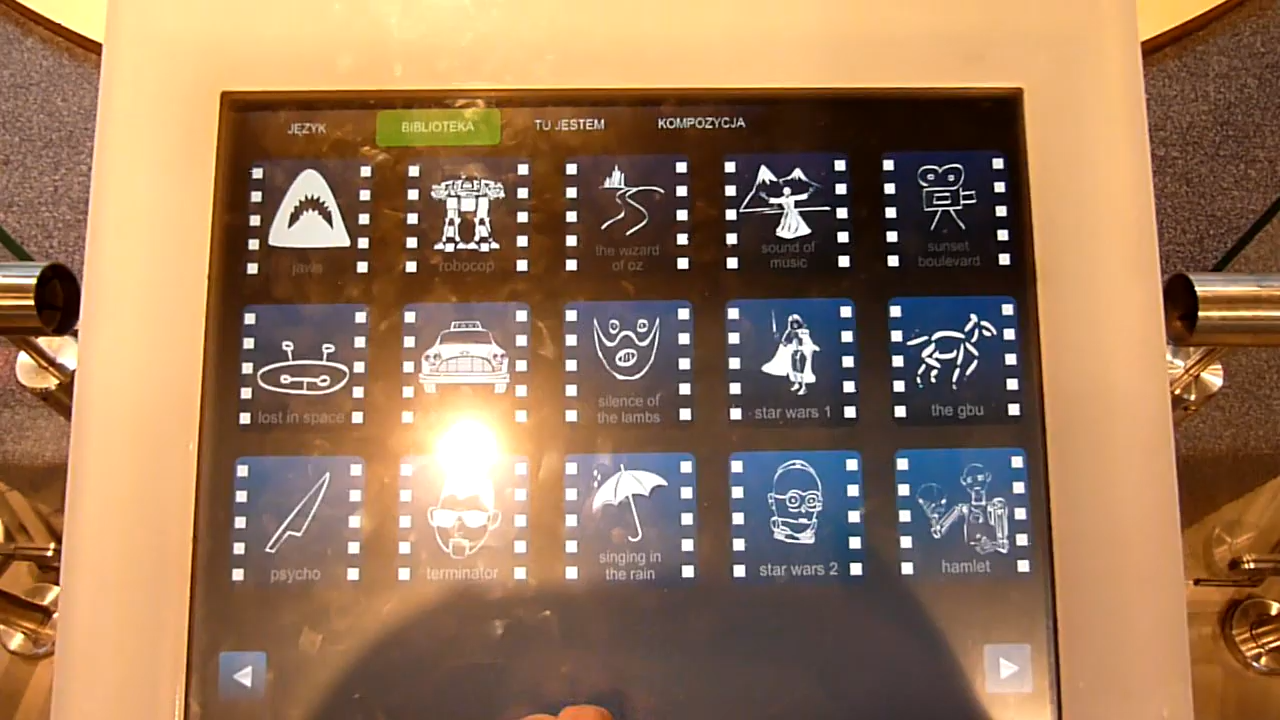 JĘZYK BIBLIOTEKA TU JESTEM KOMPOZYCJA
jaws
robocop
the wizard
of oz
sound of
music
sunset
boulevard
lost in space
TAXI
silence of
the lambs
star wars 1
the gbu
psycho
terminator
singing in
the rain
star wars 2
hamlet